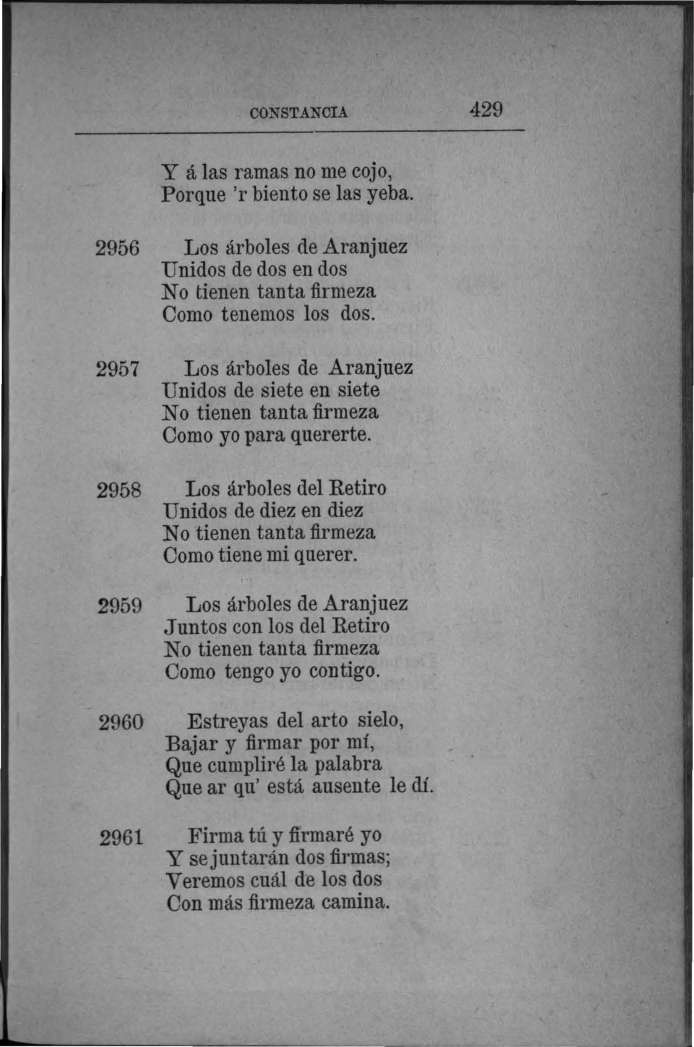 CONSTANCIA 429
Y á las ramas no me cojo,
Porque 'r biento se las yeba.
2956 Los árboles de Aranjuez
Unidos de dos en dos
No tienen tanta firmeza
Como tenemos los dos.
2957 Los árboles de Aranjuez
Unidos de siete en siete
No tienen tanta firmeza
Como yo para quererte.
2958 Los árboles del Retiro
Unidos de diez en diez
No tienen tanta firmeza
Como tiene mi querer.
2959 Los árboles de Aranjuez
Juntos con los del Retiro
No tienen tanta firmeza
Como tengo yo contigo.
2960 Estreyas del arto sielo,
Bajar y firmar por mí,
Que cumpliré la palabra
Que ar qu' está ausente le dí.
2961 Firma tú y firmaré yo
Y se juntarán dos firmas;
Veremos cuál de los dos
Con más firmeza camina.